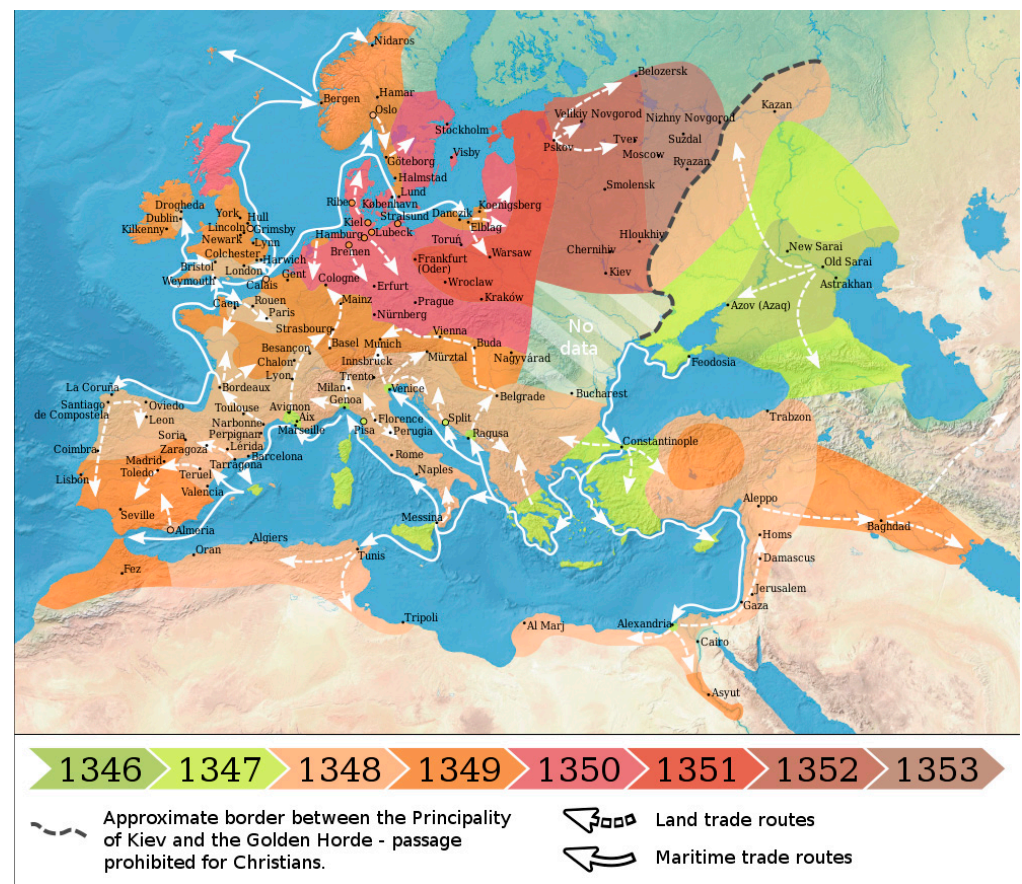 Nidaros
Belozersk
Bergen
Hamar
Oslo
Kazan
Velikiy Novgorod
Nizhny Novgorod
Stockholm
Pskov
Tver
Suždal
Moscow
Ryazan
Visby
Göteborg
Halmstad
Smolensk
Lund
Drogheda
Dublin
Kilkenny
York
Hull
Lincoln
Grimsby
Newark
Lynn
Colchester
Harwich
London
Bristol
Weymouth
Calais
Gent
Ribe
København
Koenigsberg
Kiel
Stralsund
Danczik
Elbląg
Hamburg
Lubeck
Bremen
Toruń
Warsaw
Hloukhiy
Chernihiv
Kiev
New Sarai
Old Sarai
Astrakhan
Cologne
Frankfurt
(Oder)
Erfurt
Wroclaw
Caen
Rouen
Paris
Mainz
Prague
Kraków
Nürnberg
Azov (Azaq)
Strasbourg
No
data
Vienna
Besançon
Basel
Munich
Buda
Innsbruck
Mürztal
Nagyvárad
Feodosia
Chalon
Lyon
Trento
La Coruña
Bordeaux
Milan
Venice
Belgrade
Bucharest
Genoa
Santiago
de Compostela
Oviedo
Leon
Toulouse
Avignon
Aix
Marseille
Narbonne
Perpignan
Pisa
Florence
Perugia
Split
Ragusa
Trabzon
Coimbra
Soria
Zaragoza
Lérida
Barcelona
Tarragona
Madrid
Toledo
Teruel
Valencia
Lisbon
Rome
Naples
Constantinople
Seville
Almeria
Messina
Aleppo
Baghdad
Homs
Algiers
Oran
Tunis
Damascus
Fez
Jerusalem
Gaza
Tripoli
Al Marj
Alexandria
Cairo
Asyut
1346
1347
1348
1349
1350
1351
1352
1353
Approximate border between the Principality
of Kiev and the Golden Horde - passage
prohibited for Christians.
Land trade routes
Maritime trade routes